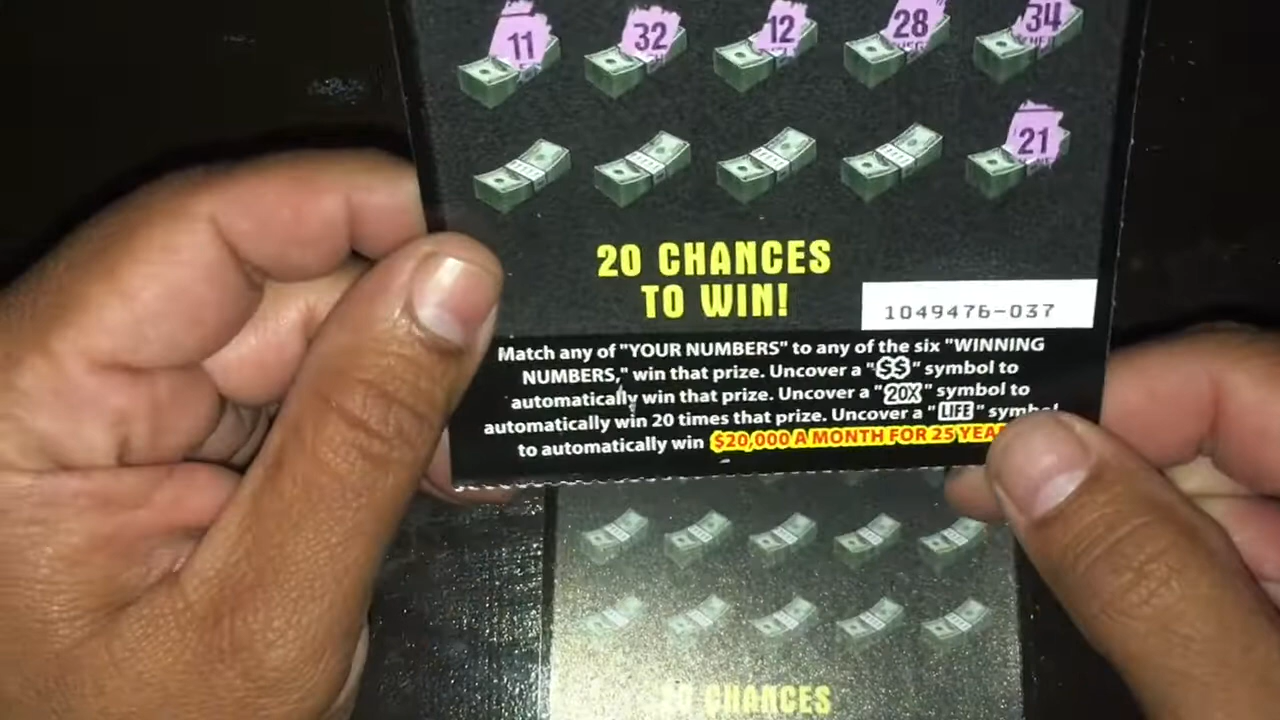 11 32 12 28 34
21
20 CHANCES
TO WIN!
1049476-037
Match any of "YOUR NUMBERS" to any of the six "WINNING
NUMBERS," win that prize. Uncover a "$$" symbol to
automatically win that prize. Uncover a "20X" symbol to
automatically win 20 times that prize. Uncover a "LIFE" symbol
to automatically win $20,000 A MONTH FOR 25 YEA
20 CHANCES